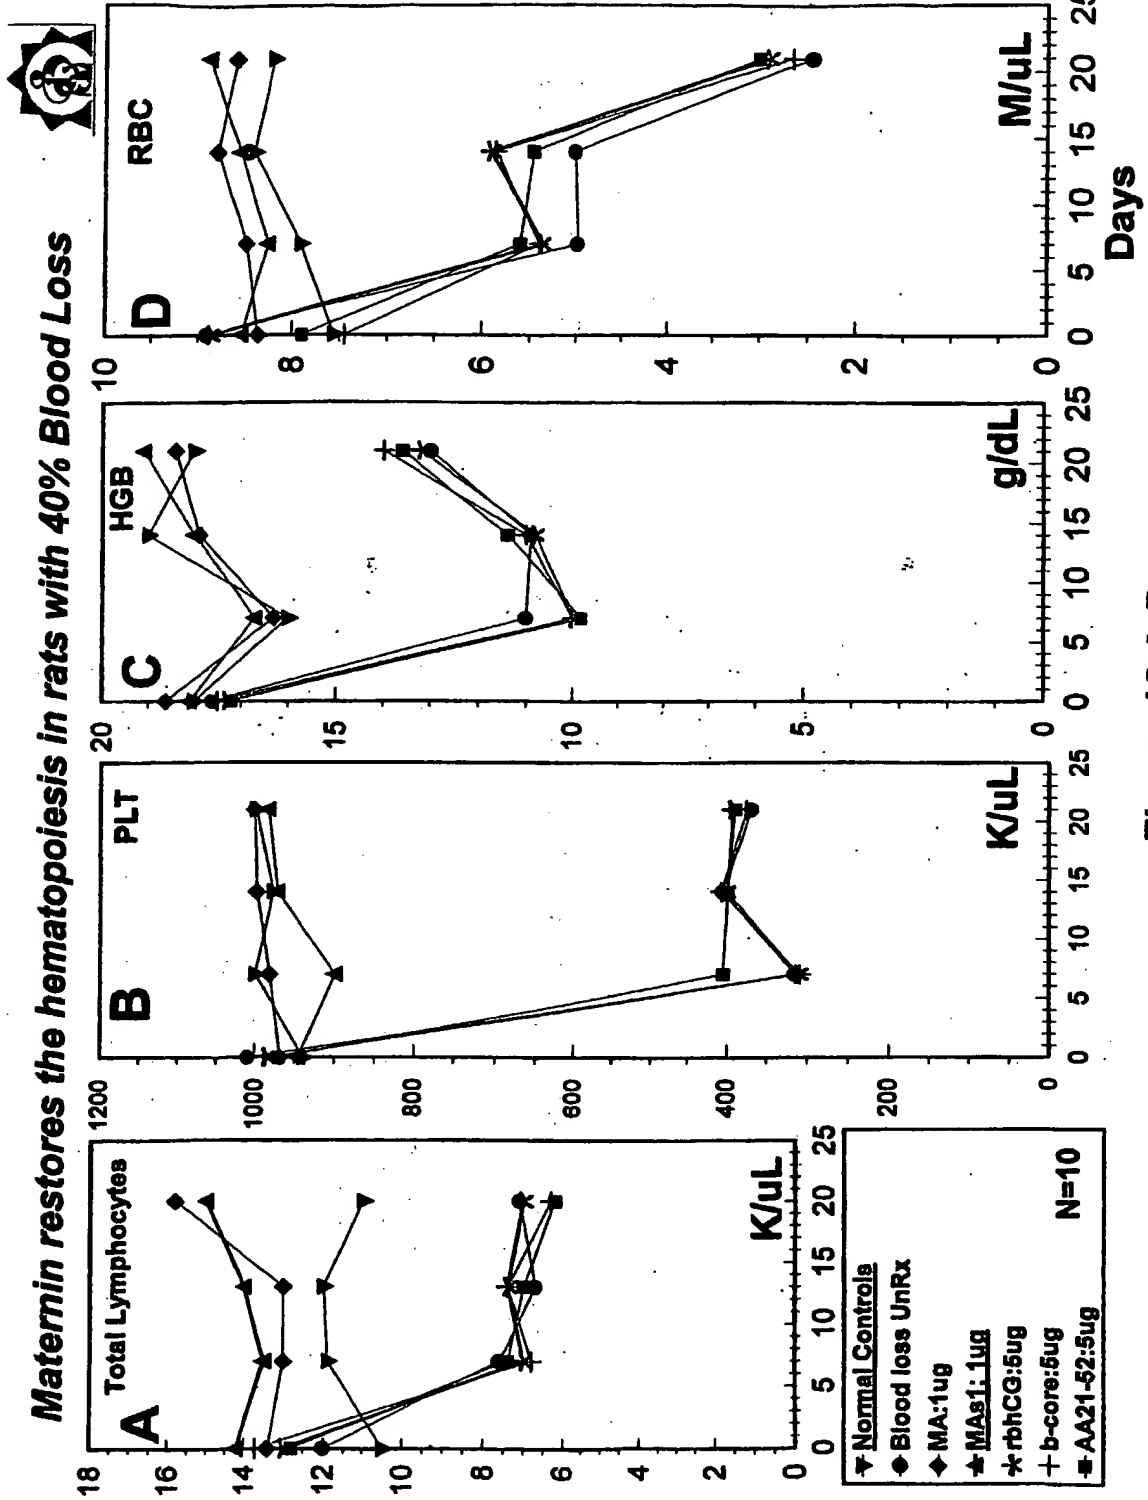 Maternin restores the hematopoiesis in rats with 40% Blood Loss
A
Total Lymphocytes
18
16
14
12
10
8
6
4
2
0
0 5 10 15 20 25
K/uL
B
PLT
1200
1000
800
600
400
200
0
0 5 10 15 20 25
K/uL
C
HGB
20
15
10
5
0
0 5 10 15 20 25
g/dL
D
RBC
10
8
6
4
2
0
0 5 10 15 20 25
M/uL
Days
Normal Controls
Blood loss UnRx
MA:1ug
MAs1: 1ug
rbhCG:5ug
b-core:5ug
AA21-52:5ug
N=10